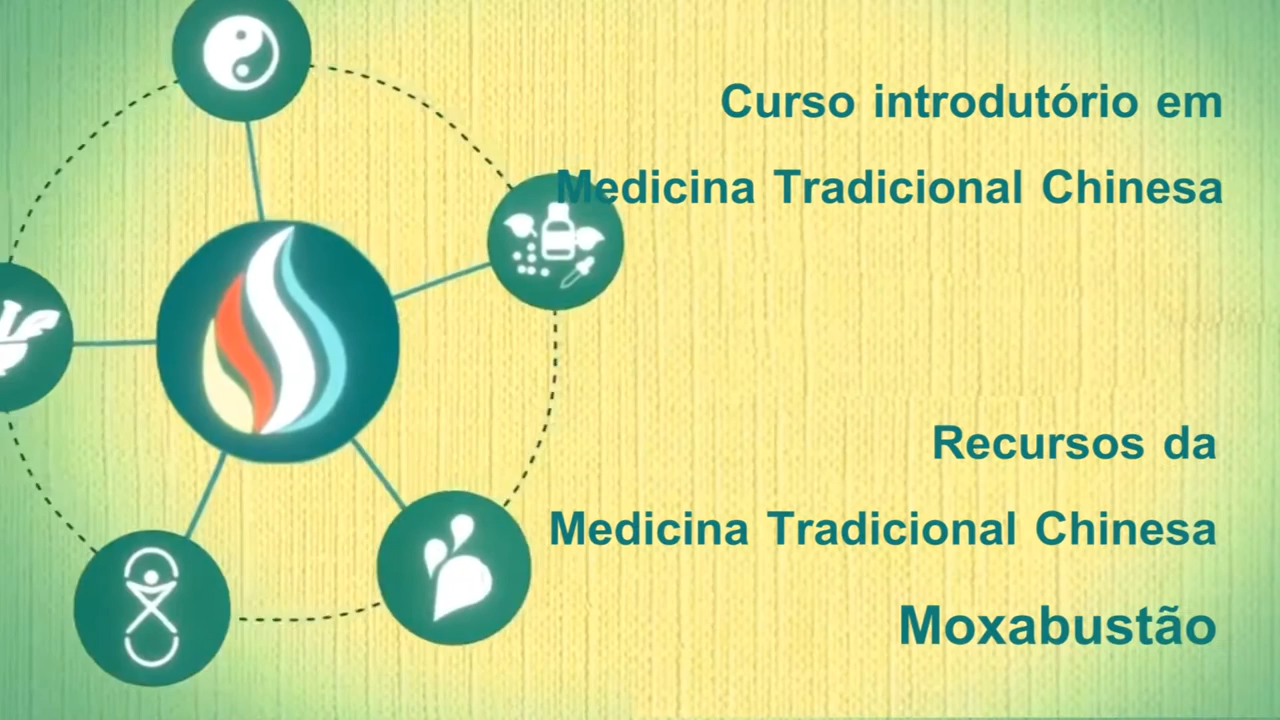 Curso introdutório em
Medicina Tradicional Chinesa
Recursos da
Medicina Tradicional Chinesa
Moxabustão